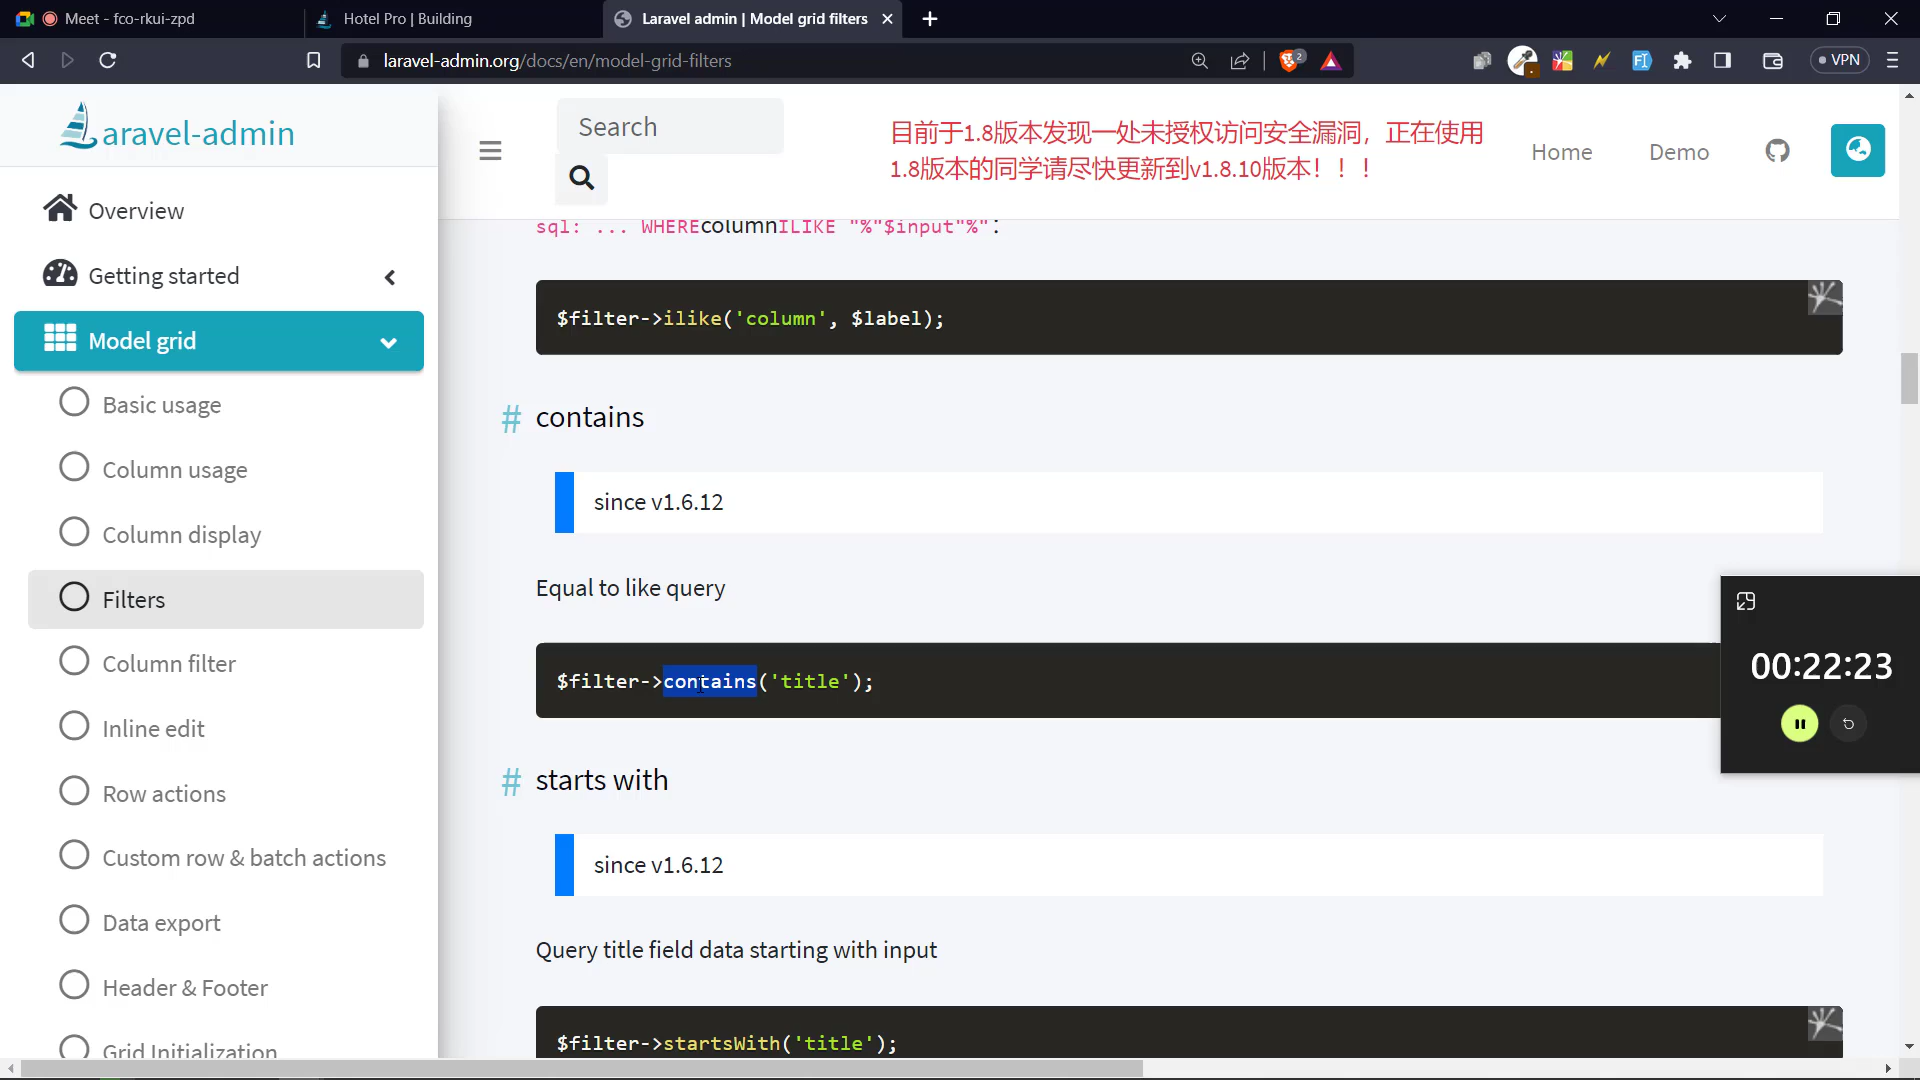 Meet - fco-rkui-zpd
Hotel Pro | Building
Laravel admin | Model grid filters
laravel-admin.org/docs/en/model-grid-filters
2
VPN
aravel-admin
Search
目前于1.8版本发现一处未授权访问安全漏洞，正在使用
1.8版本的同学请尽快更新到v1.8.10版本！！！
Home
Demo
Overview
Getting started
Model grid
Basic usage
Column usage
Column display
Filters
Column filter
Inline edit
Row actions
Custom row & batch actions
Data export
Header & Footer
Grid Initialization
sql: ... WHEREcolumnILIKE "%"$input"%":
$filter->ilike('column', $label);
# contains
since v1.6.12
Equal to like query
$filter->contains('title');
# starts with
since v1.6.12
Query title field data starting with input
$filter->startsWith('title');
00:22:23